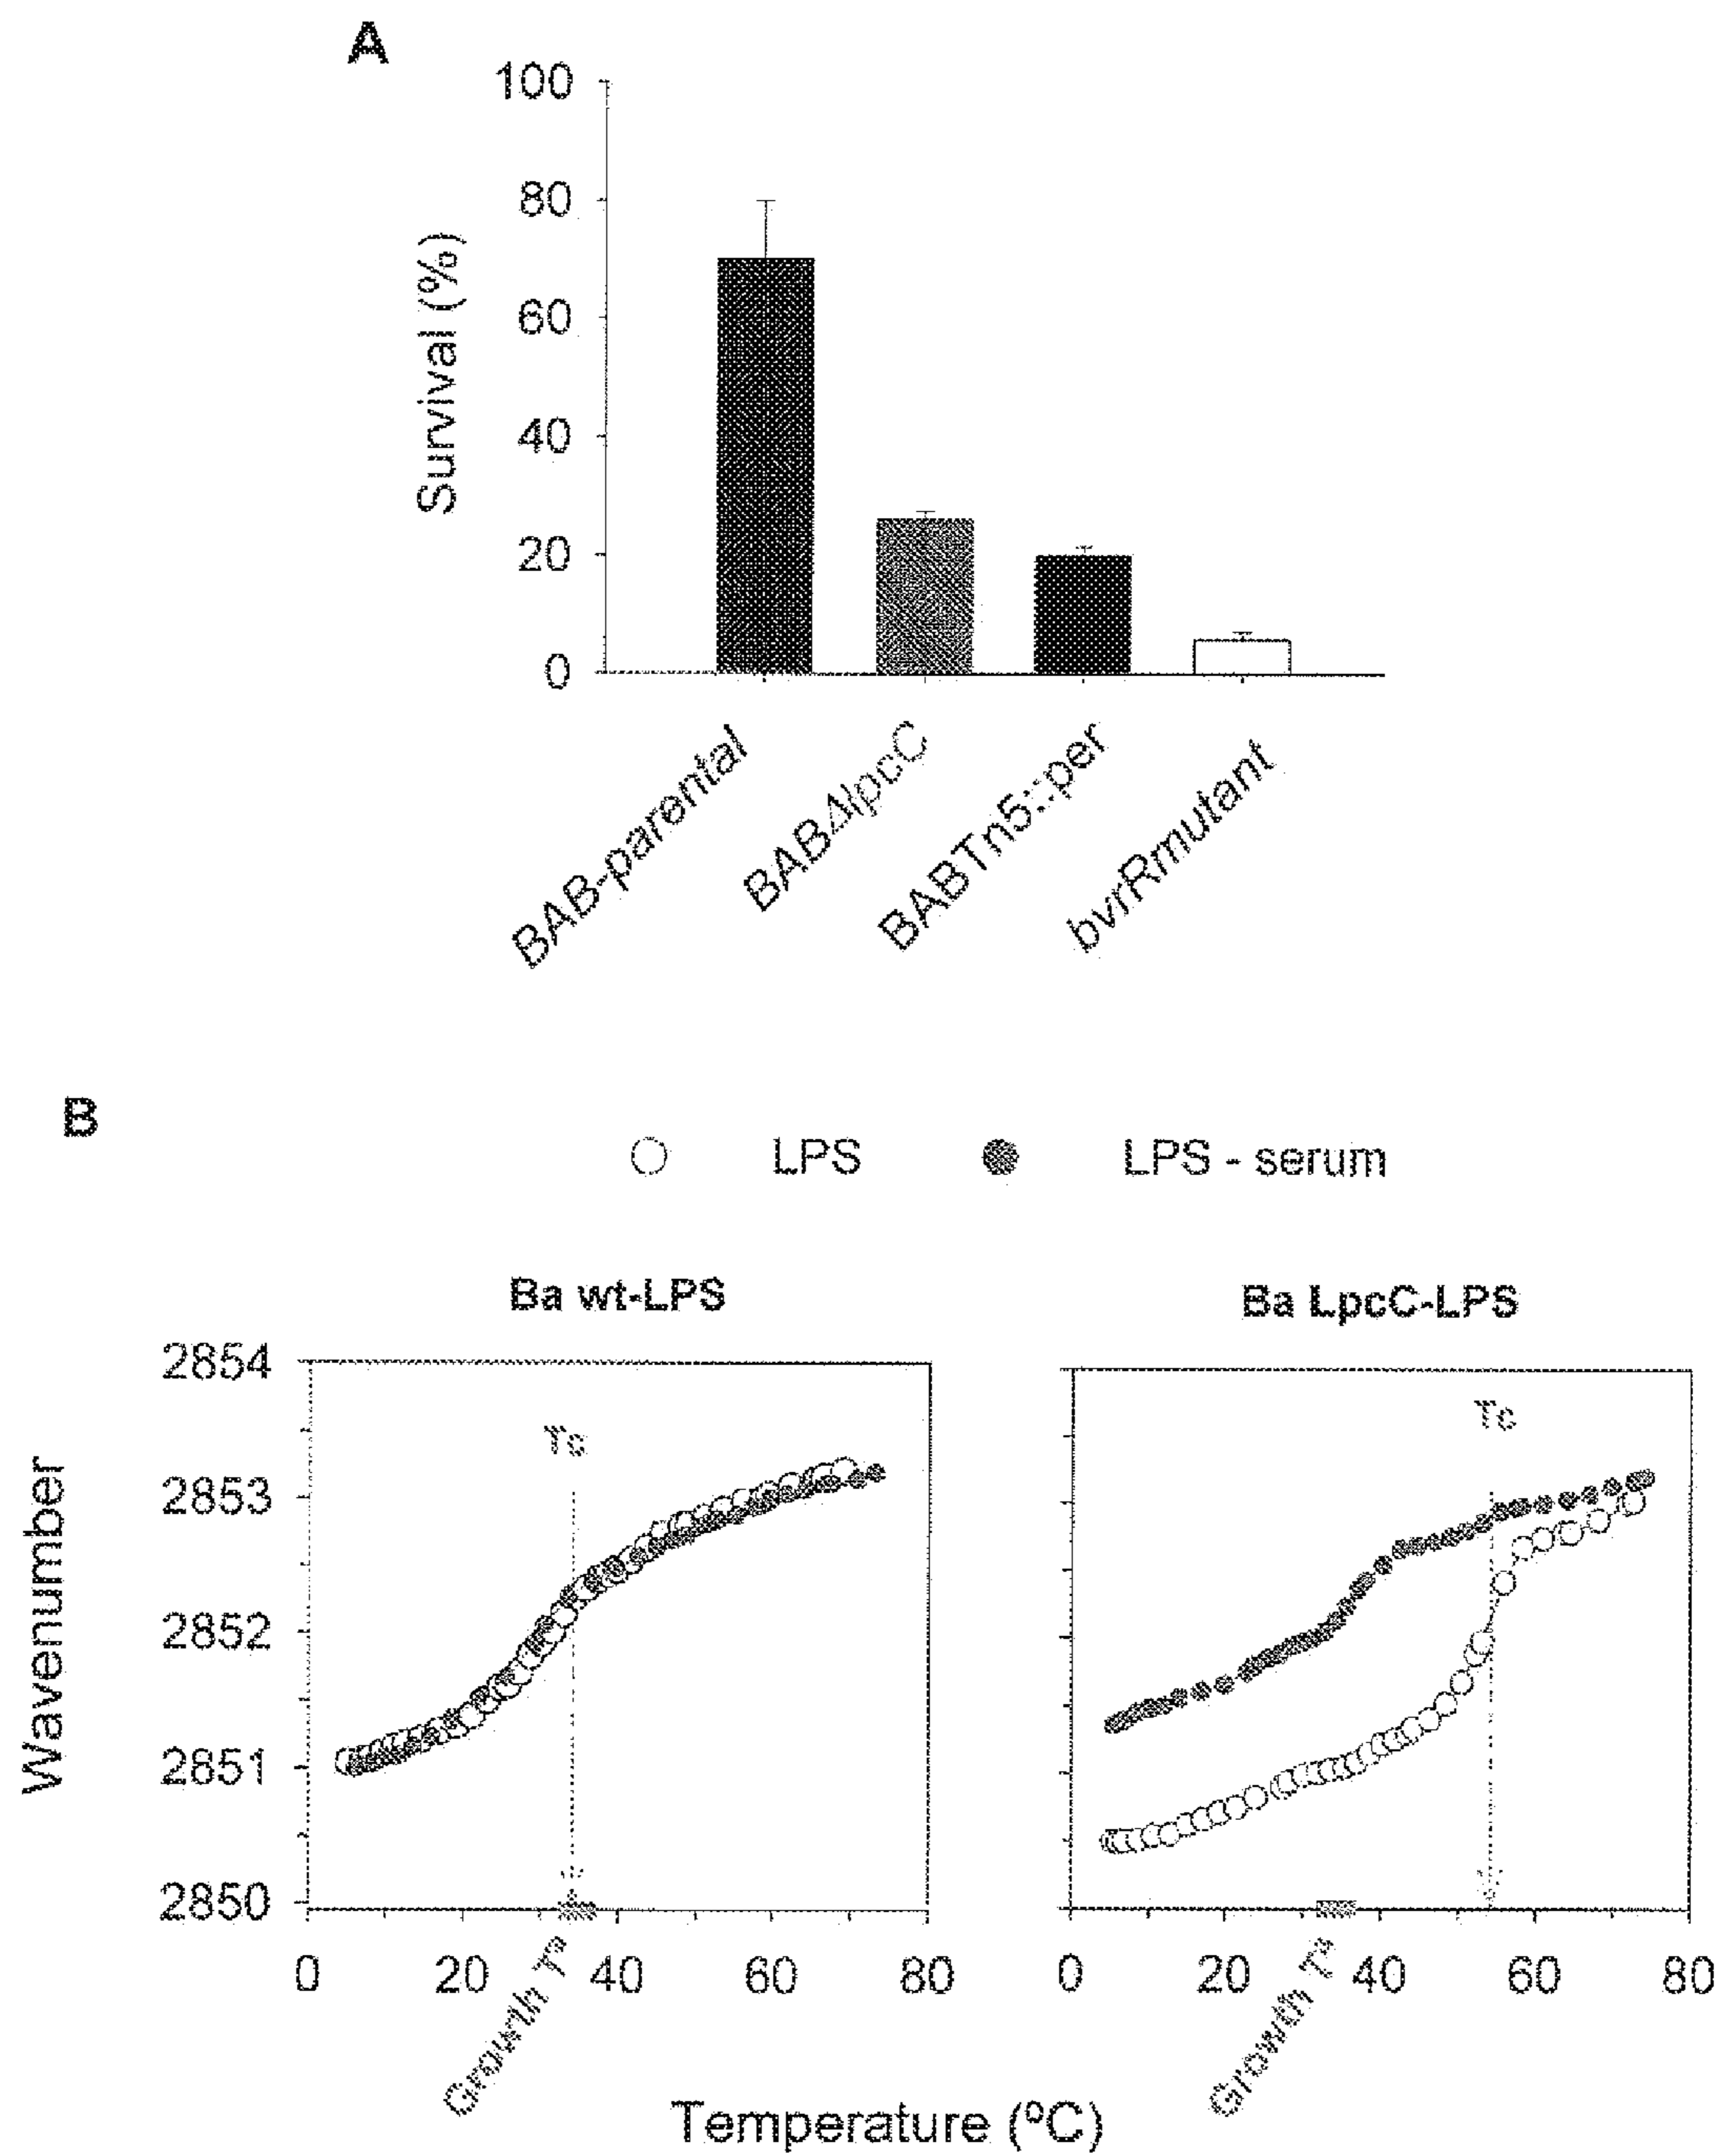 A
100
80
60
40
20
0
Survival (%)
BAB-parental
BABΔlpcC
BABTn5::per
bvrRmutant
B
LPS
LPS - serum
Ba wt-LPS
Ba LpcC-LPS
Wavenumber
2854
2853
2852
2851
2850
Tc
Tc
0 20 40 60 80
0 20 40 60 80
Growth Tª
Growth Tª
Temperature (ºC)